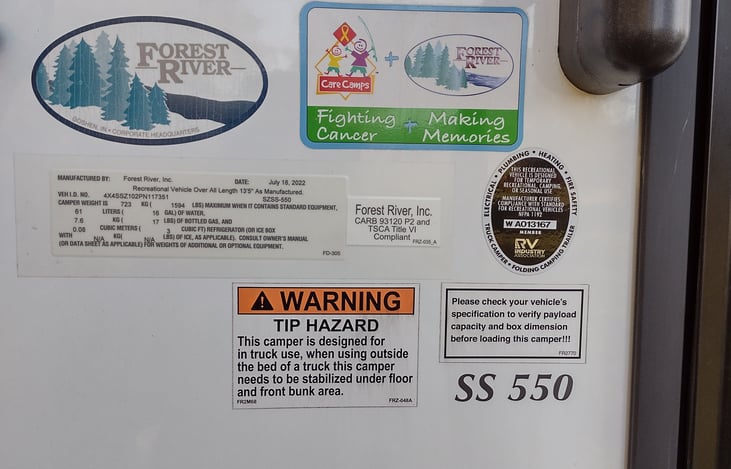 FOREST
RIVER
GOSHEN, IN • CORPORATE HEADQUARTERS
Care Camps
+
FOREST
RIVER
Fighting + Making
Cancer Memories
MANUFACTURED BY: Forest River, Inc. DATE: July 18, 2022
Recreational Vehicle Over All Length 13'5" As Manufactured.
VEH I.D. NO. 4X4SSZ102PN117351 SZSS-550
CAMPER WEIGHT IS 723 KG ( 1594 LBS) MAXIMUM WHEN IT CONTAINS STANDARD EQUIPMENT,
61 LITERS ( 16 GAL) OF WATER,
7.6 KG ( 17 LBS) OF BOTTLED GAS, AND
0.08 CUBIC METERS ( 3 CUBIC FT) REFRIGERATOR (OR ICE BOX
WITH N/A KG( N/A LBS) OF ICE, AS APPLICABLE). CONSULT OWNER'S MANUAL
(OR DATA SHEET AS APPLICABLE) FOR WEIGHTS OF ADDITIONAL OR OPTIONAL EQUIPMENT.
FD-305
Forest River, Inc.
CARB 93120 P2 and
TSCA Title VI
Compliant
FRZ-035_A
ELECTRICAL • PLUMBING • HEATING • FIRE SAFETY
THIS RECREATIONAL
VEHICLE IS DESIGNED
FOR TEMPORARY
RECREATIONAL, CAMPING,
OR SEASONAL USE.
MANUFACTURER CERTIFIES
COMPLIANCE WITH STANDARD
FOR RECREATIONAL VEHICLES
NFPA 1192
W A013167
MEMBER
RV
INDUSTRY
ASSOCIATION
TRUCK CAMPER • FOLDING CAMPING TRAILER
WARNING
TIP HAZARD
This camper is designed for
in truck use, when using outside
the bed of a truck this camper
needs to be stabilized under floor
and front bunk area.
FR2M68 FRZ-048A
Please check your vehicle's
specification to verify payload
capacity and box dimension
before loading this camper!!!
FR2770
SS 550